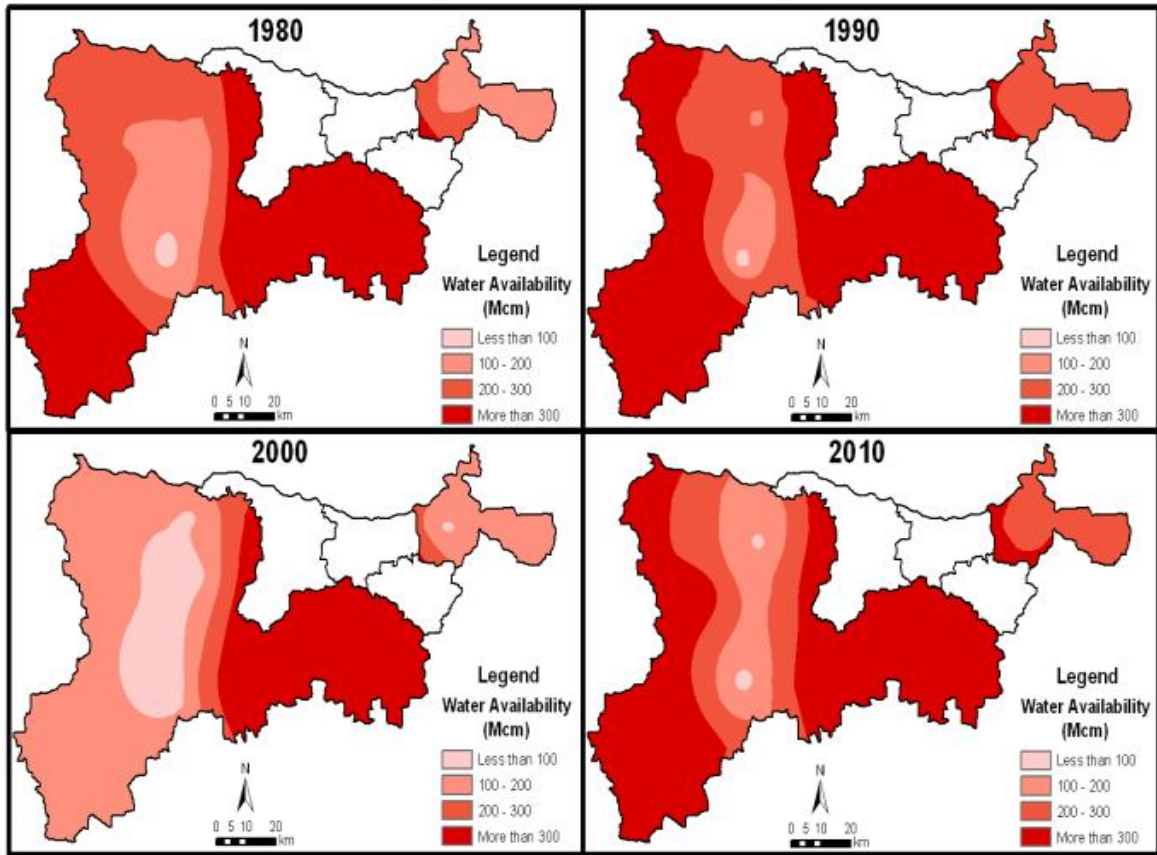 1980
Legend
Water Availability
(Mcm)
Less than 100
100 - 200
200 - 300
More than 300
N
0 5 10 20
km
1990
Legend
Water Availability
(Mcm)
Less than 100
100 - 200
200 - 300
More than 300
N
0 5 10 20
km
2000
Legend
Water Availability
(Mcm)
Less than 100
100 - 200
200 - 300
More than 300
N
0 5 10 20
km
2010
Legend
Water Availability
(Mcm)
Less than 100
100 - 200
200 - 300
More than 300
N
0 5 10 20
km